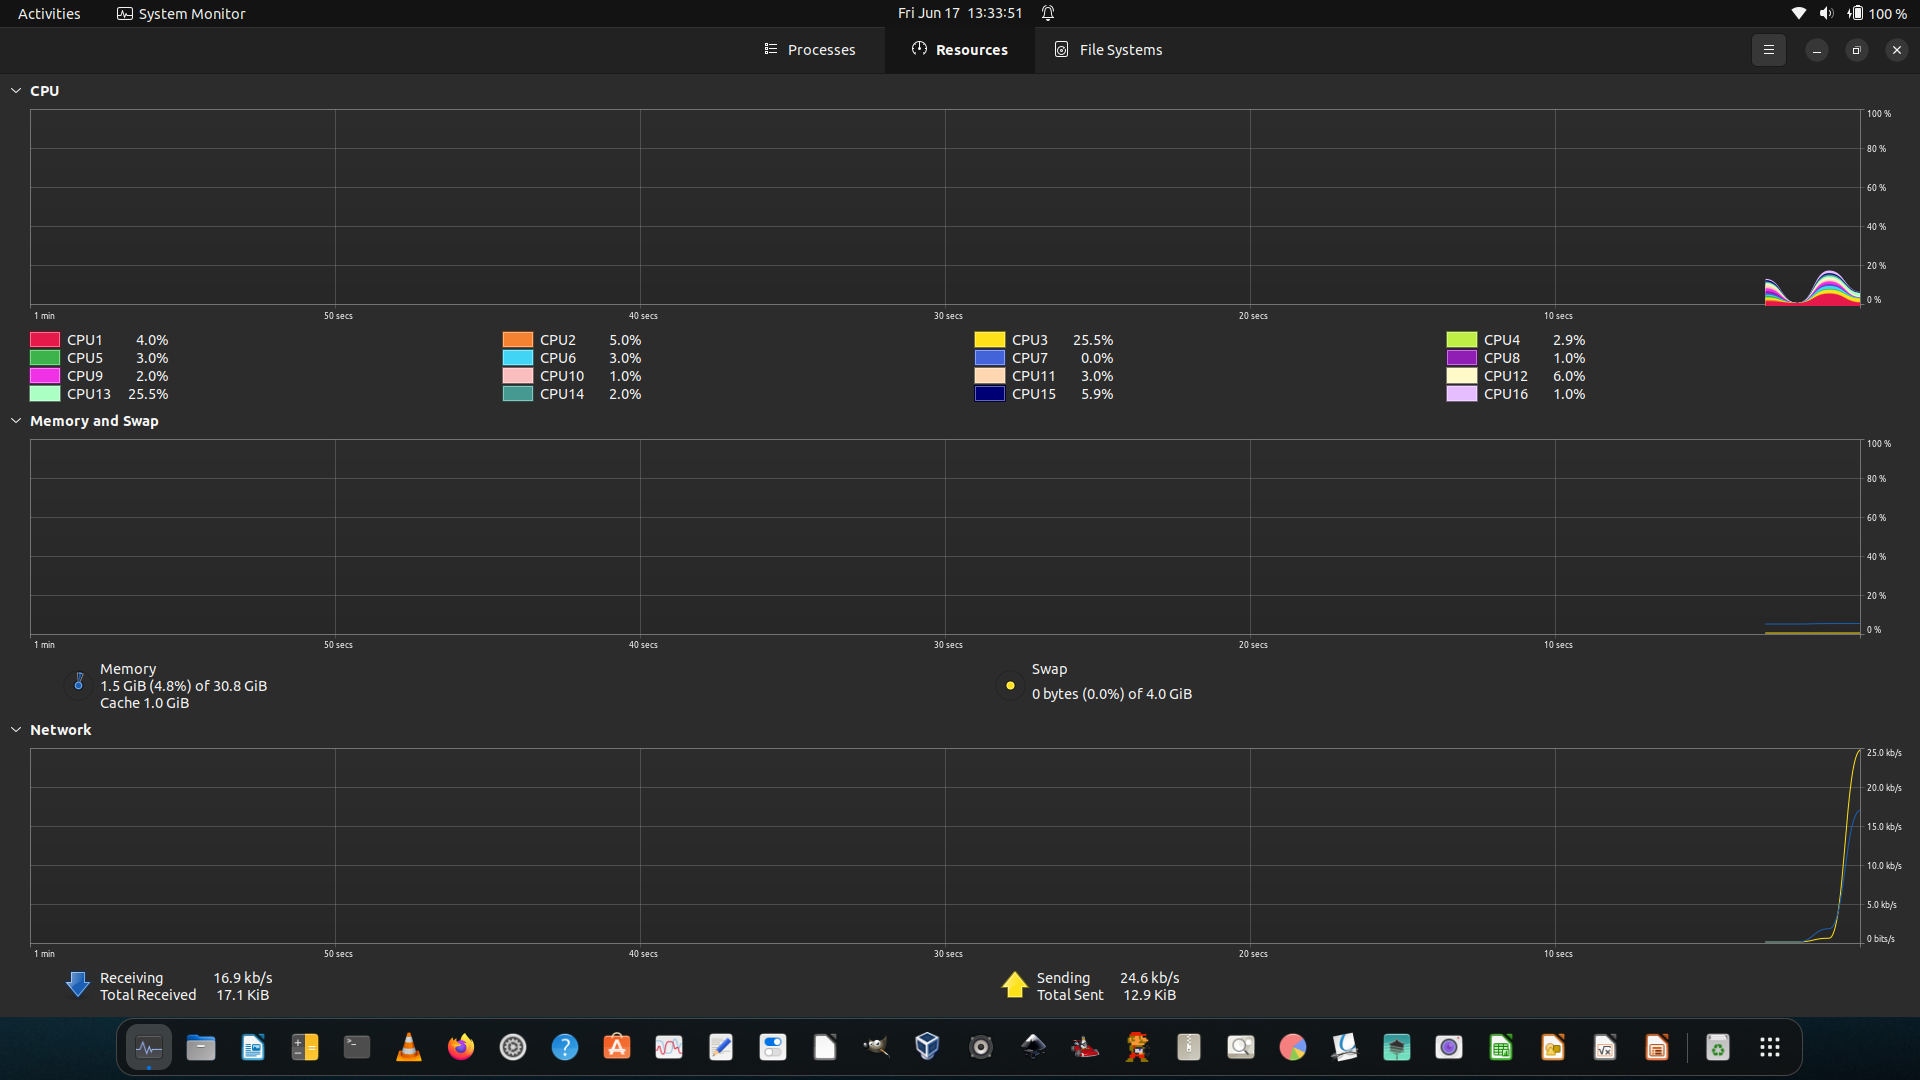 Activities System Monitor Fri Jun 17 13:33:51 100 %
Processes Resources File Systems
CPU
100 %
80 %
60 %
40 %
20 %
0 %
1 min 50 secs 40 secs 30 secs 20 secs 10 secs
CPU1 4.0% CPU2 5.0% CPU3 25.5% CPU4 2.9%
CPU5 3.0% CPU6 3.0% CPU7 0.0% CPU8 1.0%
CPU9 2.0% CPU10 1.0% CPU11 3.0% CPU12 6.0%
CPU13 25.5% CPU14 2.0% CPU15 5.9% CPU16 1.0%
Memory and Swap
100 %
80 %
60 %
40 %
20 %
0 %
1 min 50 secs 40 secs 30 secs 20 secs 10 secs
Memory
1.5 GiB (4.8%) of 30.8 GiB
Cache 1.0 GiB
Swap
0 bytes (0.0%) of 4.0 GiB
Network
25.0 kb/s
20.0 kb/s
15.0 kb/s
10.0 kb/s
5.0 kb/s
0 bits/s
1 min 50 secs 40 secs 30 secs 20 secs 10 secs
Receiving 16.9 kb/s
Total Received 17.1 KiB
Sending 24.6 kb/s
Total Sent 12.9 KiB